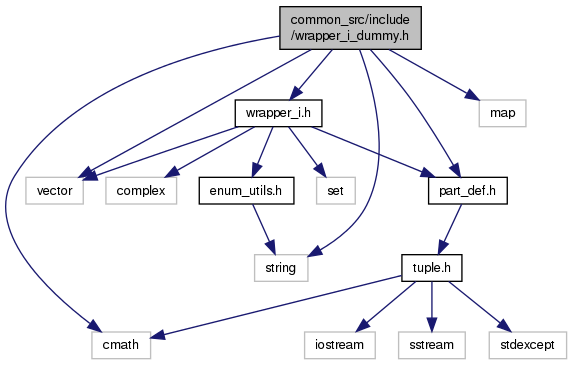 common_src/include
/wrapper_i_dummy.h
wrapper_i.h
map
vector
complex
enum_utils.h
set
part_def.h
string
tuple.h
cmath
iostream
sstream
stdexcept